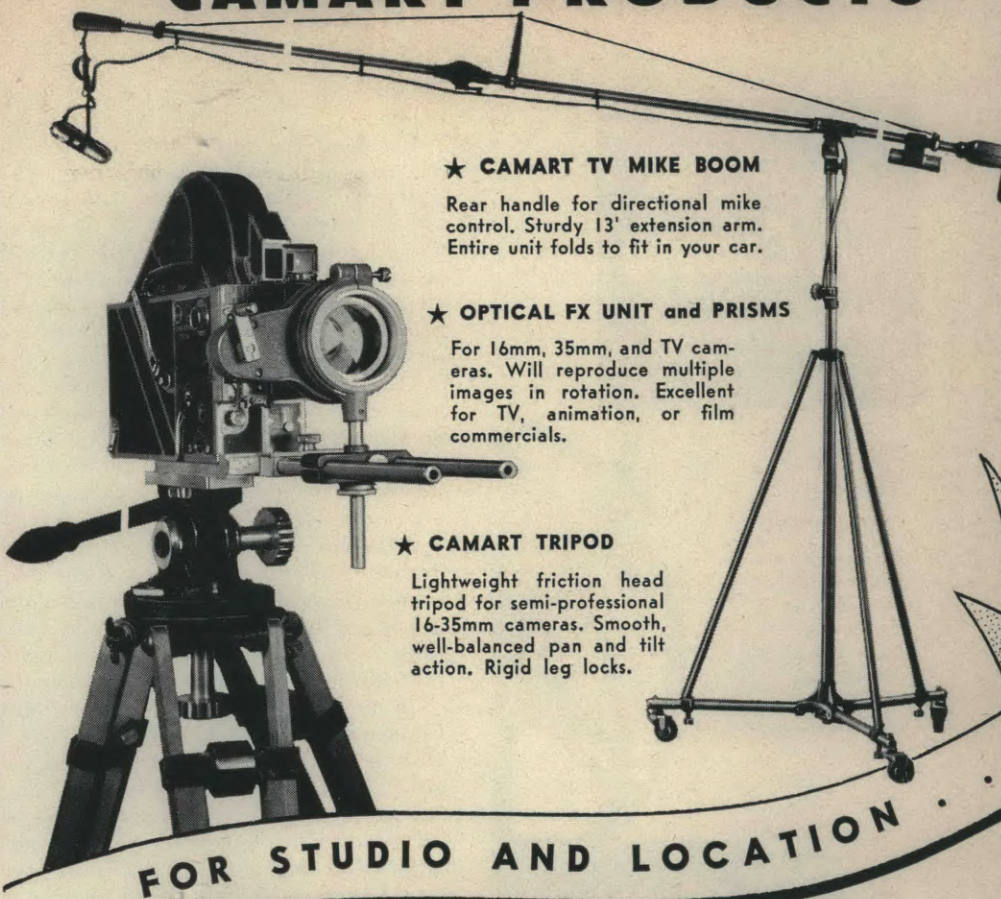 CAMART PRODUCTS
★ CAMART TV MIKE BOOM
Rear handle for directional mike
control. Sturdy 13' extension arm.
Entire unit folds to fit in your car.
★ OPTICAL FX UNIT and PRISMS
For 16mm, 35mm, and TV cam-
eras. Will reproduce multiple
images in rotation. Excellent
for TV, animation, or film
commercials.
★ CAMART TRIPOD
Lightweight friction head
tripod for semi-professional
16-35mm cameras. Smooth,
well-balanced pan and tilt
action. Rigid leg locks.
FOR STUDIO AND LOCATION . .